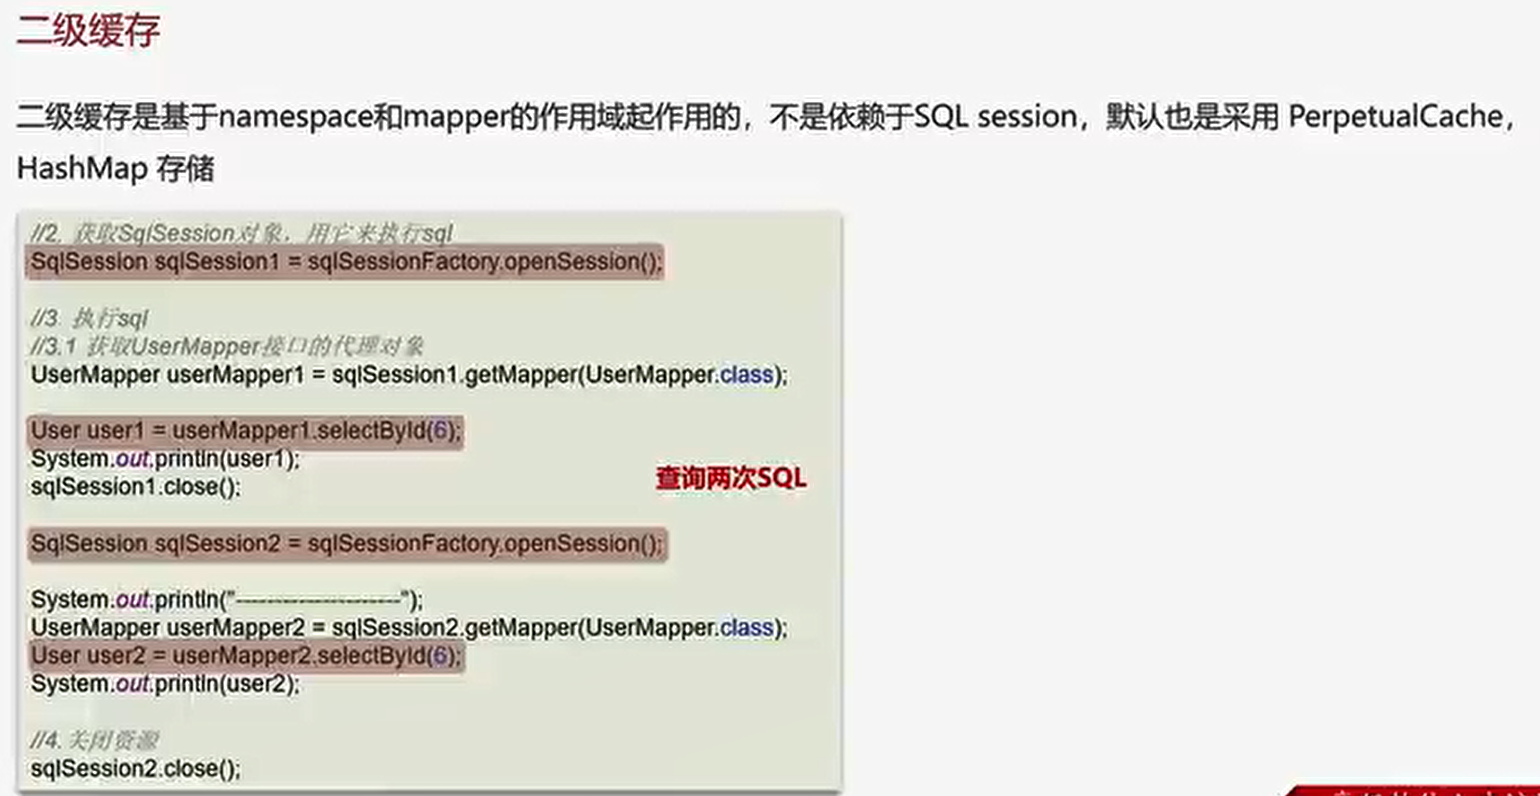 二级缓存
二级缓存是基于namespace和mapper的作用域起作用的，不是依赖于SQL session，默认也是采用 PerpetualCache，
HashMap 存储
//2. 获取SqlSession对象，用它来执行sql
SqlSession sqlSession1 = sqlSessionFactory.openSession();
//3. 执行sql
//3.1 获取UserMapper接口的代理对象
UserMapper userMapper1 = sqlSession1.getMapper(UserMapper.class);
User user1 = userMapper1.selectById(6);
System.out.println(user1);
查询两次SQL
sqlSession1.close();
SqlSession sqlSession2 = sqlSessionFactory.openSession();
System.out.println("---------------------");
UserMapper userMapper2 = sqlSession2.getMapper(UserMapper.class);
User user2 = userMapper2.selectById(6);
System.out.println(user2);
//4. 关闭资源
sqlSession2.close();